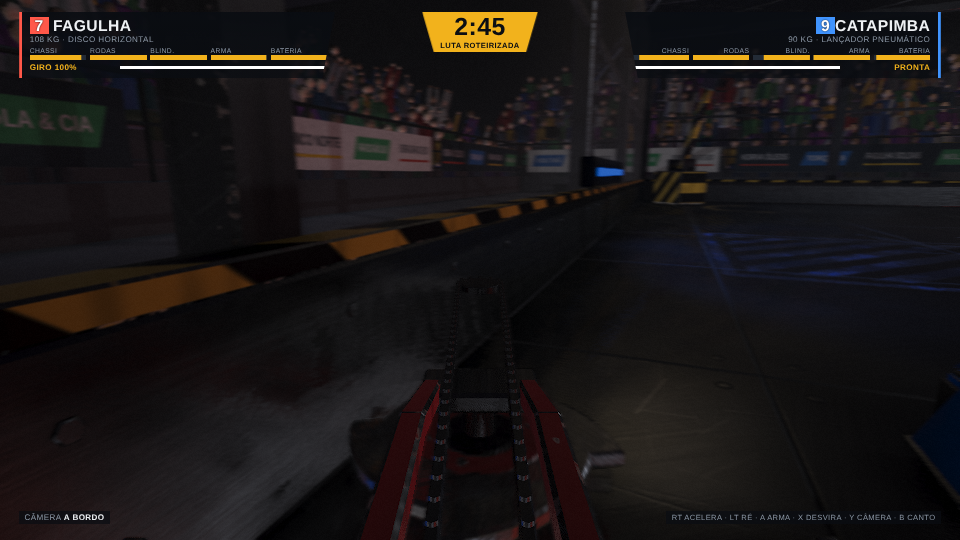 7 FAGULHA
108 KG · DISCO HORIZONTAL
CHASSI RODAS BLIND. ARMA BATERIA
GIRO 100%
2:45
LUTA ROTEIRIZADA
9 CATAPIMBA
90 KG · LANÇADOR PNEUMÁTICO
CHASSI RODAS BLIND. ARMA BATERIA
PRONTA
LA & CIA
CÂMERA A BORDO
RT ACELERA · LT RÉ · A ARMA · X DESVIRA · Y CÂMERA · B CANTO